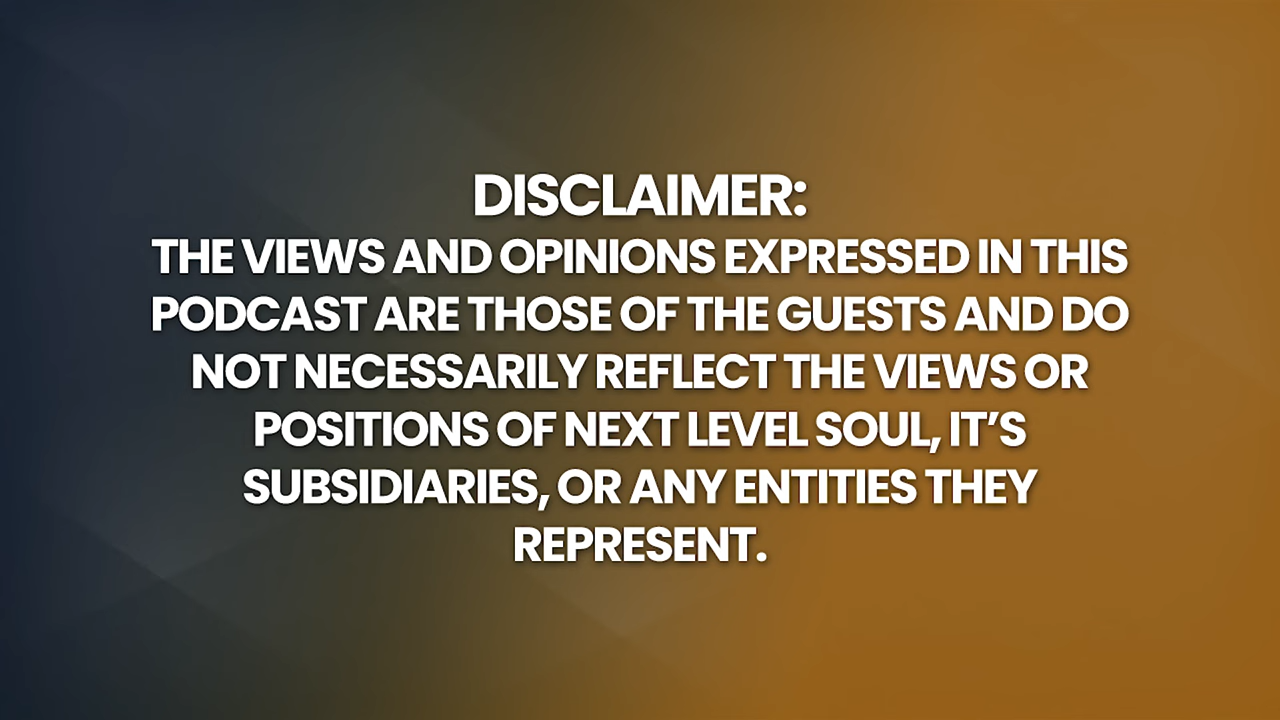 DISCLAIMER:
THE VIEWS AND OPINIONS EXPRESSED IN THIS
PODCAST ARE THOSE OF THE GUESTS AND DO
NOT NECESSARILY REFLECT THE VIEWS OR
POSITIONS OF NEXT LEVEL SOUL, IT’S
SUBSIDIARIES, OR ANY ENTITIES THEY
REPRESENT.